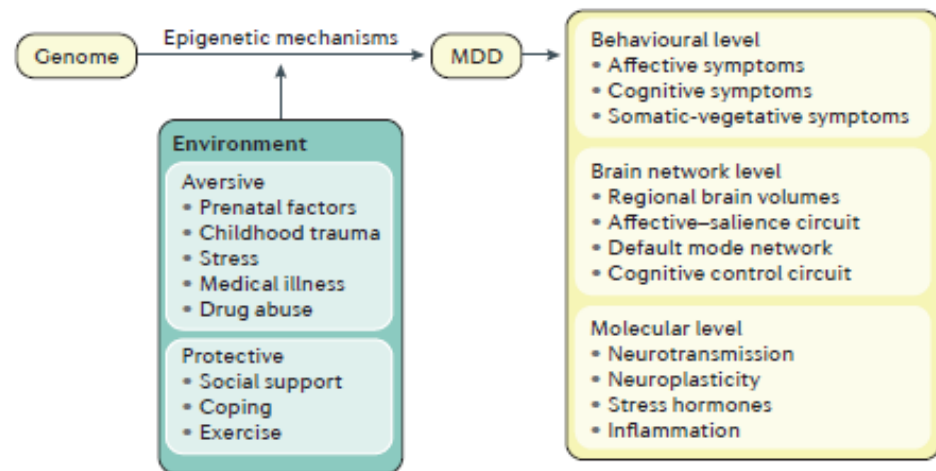 Genome
Epigenetic mechanisms
MDD
Environment
Aversive
• Prenatal factors
• Childhood trauma
• Stress
• Medical illness
• Drug abuse
Protective
• Social support
• Coping
• Exercise
Behavioural level
• Affective symptoms
• Cognitive symptoms
• Somatic-vegetative symptoms
Brain network level
• Regional brain volumes
• Affective–salience circuit
• Default mode network
• Cognitive control circuit
Molecular level
• Neurotransmission
• Neuroplasticity
• Stress hormones
• Inflammation